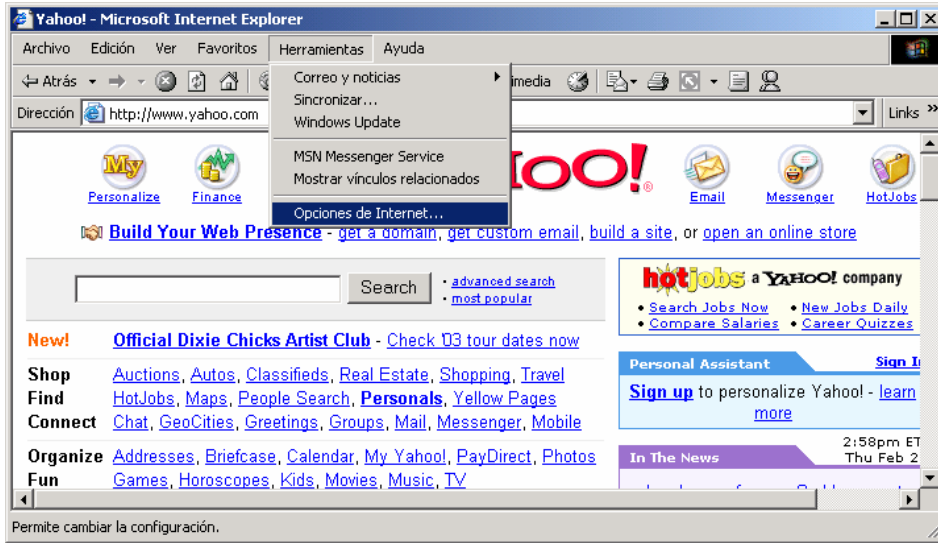 Yahoo! - Microsoft Internet Explorer
Archivo Edición Ver Favoritos Herramientas Ayuda
Atrás
Dirección http://www.yahoo.com Links »
Correo y noticias
Sincronizar...
Windows Update
MSN Messenger Service
Mostrar vínculos relacionados
Opciones de Internet...
My
Personalize Finance Email Messenger HotJobs
Build Your Web Presence - get a domain, get custom email, build a site, or open an online store
Search
• advanced search
• most popular
hotjobs a YAHOO! company
• Search Jobs Now • New Jobs Daily
• Compare Salaries • Career Quizzes
New! Official Dixie Chicks Artist Club - Check '03 tour dates now
Shop Auctions, Autos, Classifieds, Real Estate, Shopping, Travel
Find HotJobs, Maps, People Search, Personals, Yellow Pages
Connect Chat, GeoCities, Greetings, Groups, Mail, Messenger, Mobile
Organize Addresses, Briefcase, Calendar, My Yahoo!, PayDirect, Photos
Fun Games, Horoscopes, Kids, Movies, Music, TV
Personal Assistant Sign
Sign up to personalize Yahoo! - learn
more
2:58pm ET
In The News Thu Feb 2
Permite cambiar la configuración.